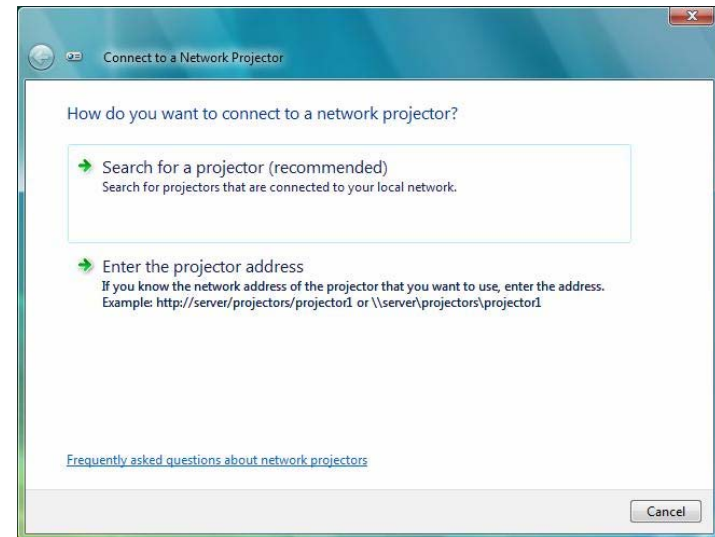 Connect to a Network Projector
How do you want to connect to a network projector?
Search for a projector (recommended)
Search for projectors that are connected to your local network.
Enter the projector address
If you know the network address of the projector that you want to use, enter the address.
Example: http://server/projectors/projector1 or \\server\projectors\projector1
Frequently asked questions about network projectors
Cancel